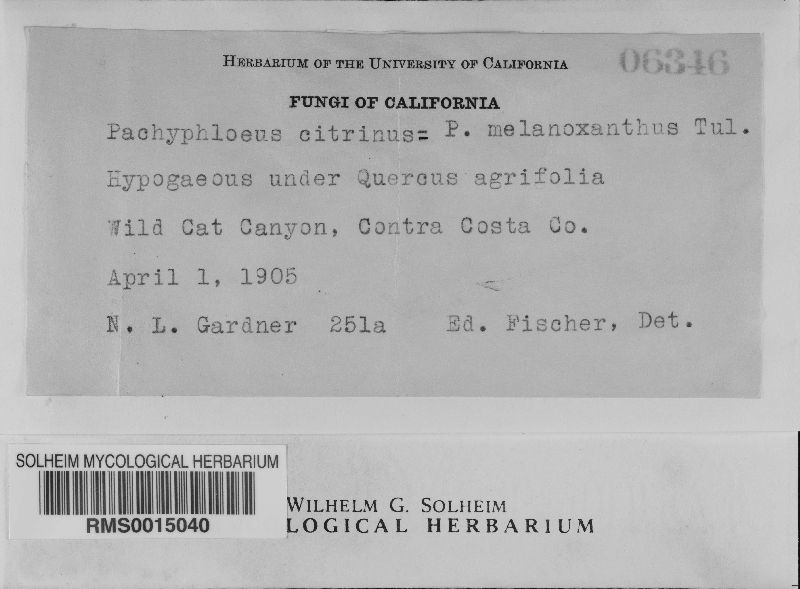 HERBARIUM OF THE UNIVERSITY OF CALIFORNIA 06346
FUNGI OF CALIFORNIA
Pachyphloeus citrinus= P. melanoxanthus Tul.
Hypogaeous under Quercus agrifolia
Wild Cat Canyon, Contra Costa Co.
April 1, 1905
N. L. Gardner 251a Ed. Fischer, Det.
SOLHEIM MYCOLOGICAL HERBARIUM
RMS0015040
WILHELM G. SOLHEIM
LOGICAL HERBARIUM